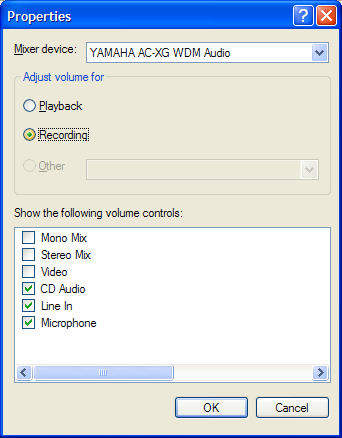 Properties
Mixer device: YAMAHA AC-XG WDM Audio
Adjust volume for
Playback
Recording
Other
Show the following volume controls:
Mono Mix
Stereo Mix
Video
CD Audio
Line In
Microphone
OK Cancel